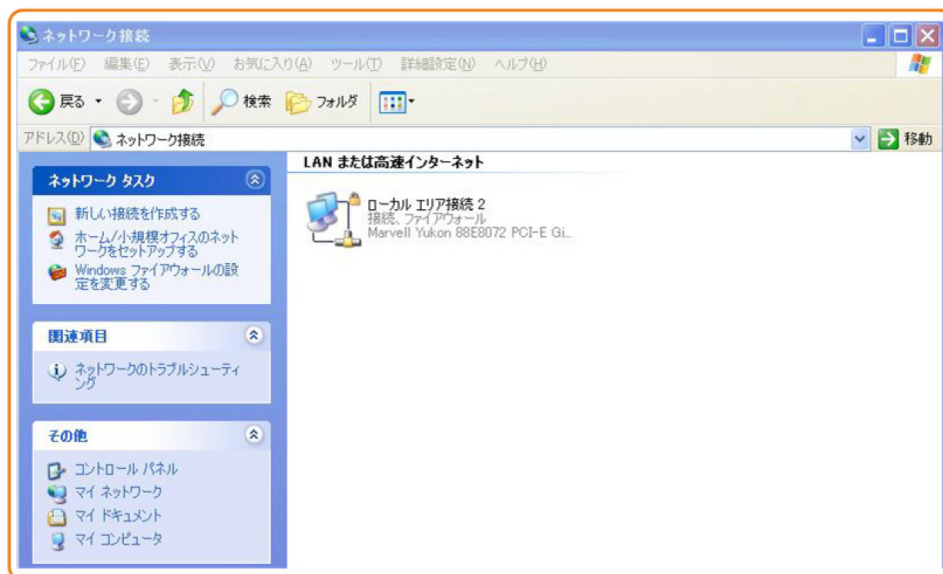 ネットワーク接続
ファイル(F) 編集(E) 表示(V) お気に入り(A) ツール(T) 詳細設定(N) ヘルプ(H)
戻る 検索 フォルダ
アドレス(D) ネットワーク接続 移動
ネットワーク タスク
新しい接続を作成する
ホーム/小規模オフィスのネット
ワークをセットアップする
Windows ファイアウォールの設
定を変更する
関連項目
ネットワークのトラブルシューティ
ング
その他
コントロール パネル
マイ ネットワーク
マイ ドキュメント
マイ コンピュータ
LAN または高速インターネット
ローカル エリア接続 2
接続、ファイアウォール
Marvell Yukon 88E8072 PCI-E Gi...